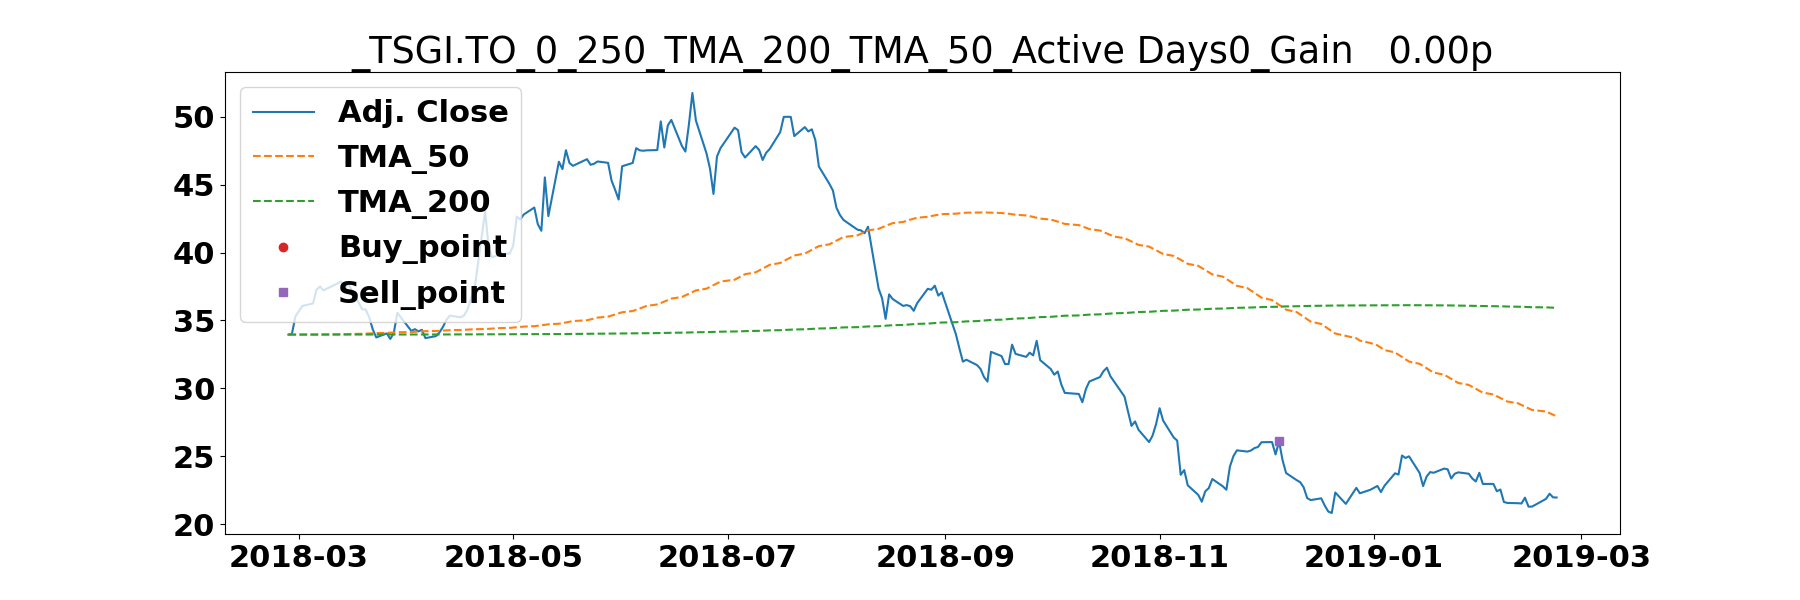 _TSGI.TO_0_250_TMA_200_TMA_50_Active Days0_Gain   0.00p
Adj. Close
TMA_50
TMA_200
Buy_point
Sell_point
50
45
40
35
30
25
20
2018-03 2018-05 2018-07 2018-09 2018-11 2019-01 2019-03